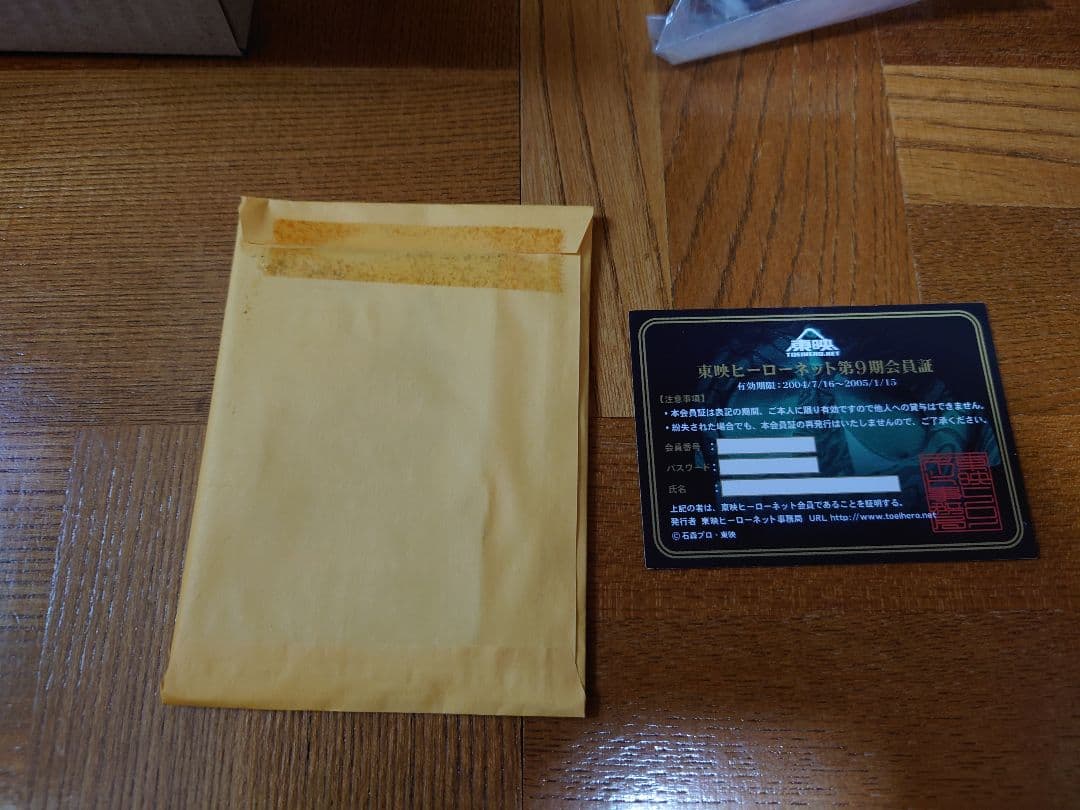 東映
TOEIHERO.NET
東映ヒーローネット第9期会員証
有効期限：2004/7/16〜2005/1/15
【注意事項】
・本会員証は表記の期間、ご本人に限り有効ですので他人への貸与はできません。
・紛失された場合でも、本会員証の再発行はいたしませんので、ご了承ください。
会員番号 :
パスワード:
氏名 :
上記の者は、東映ヒーローネット会員であることを証明する。
発行者 東映ヒーローネット事務局 URL http://www.toeihero.net
©石森プロ・東映